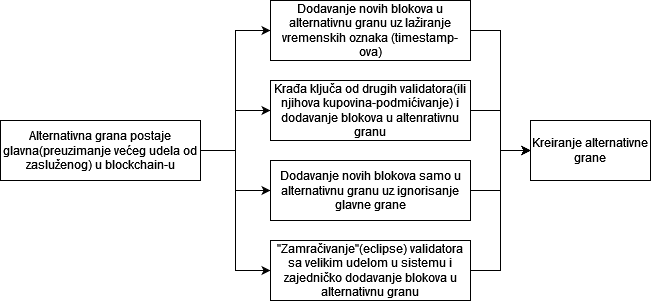 Dodavanje novih blokova u
alternativnu granu uz lažiranje
vremenskih oznaka (timestamp-
ova)
Krađa ključa od drugih validatora(ili
njihova kupovina-podmićivanje) i
dodavanje blokova u altenrativnu
granu
Alternativna grana postaje
glavna(preuzimanje većeg udela od
zasluženog) u blockchain-u
Kreiranje alternativne
grane
Dodavanje novih blokova samo u
alternativnu granu uz ignorisanje
glavne grane
"Zamračivanje"(eclipse) validatora
sa velikim udelom u sistemu i
zajedničko dodavanje blokova u
alternativnu granu